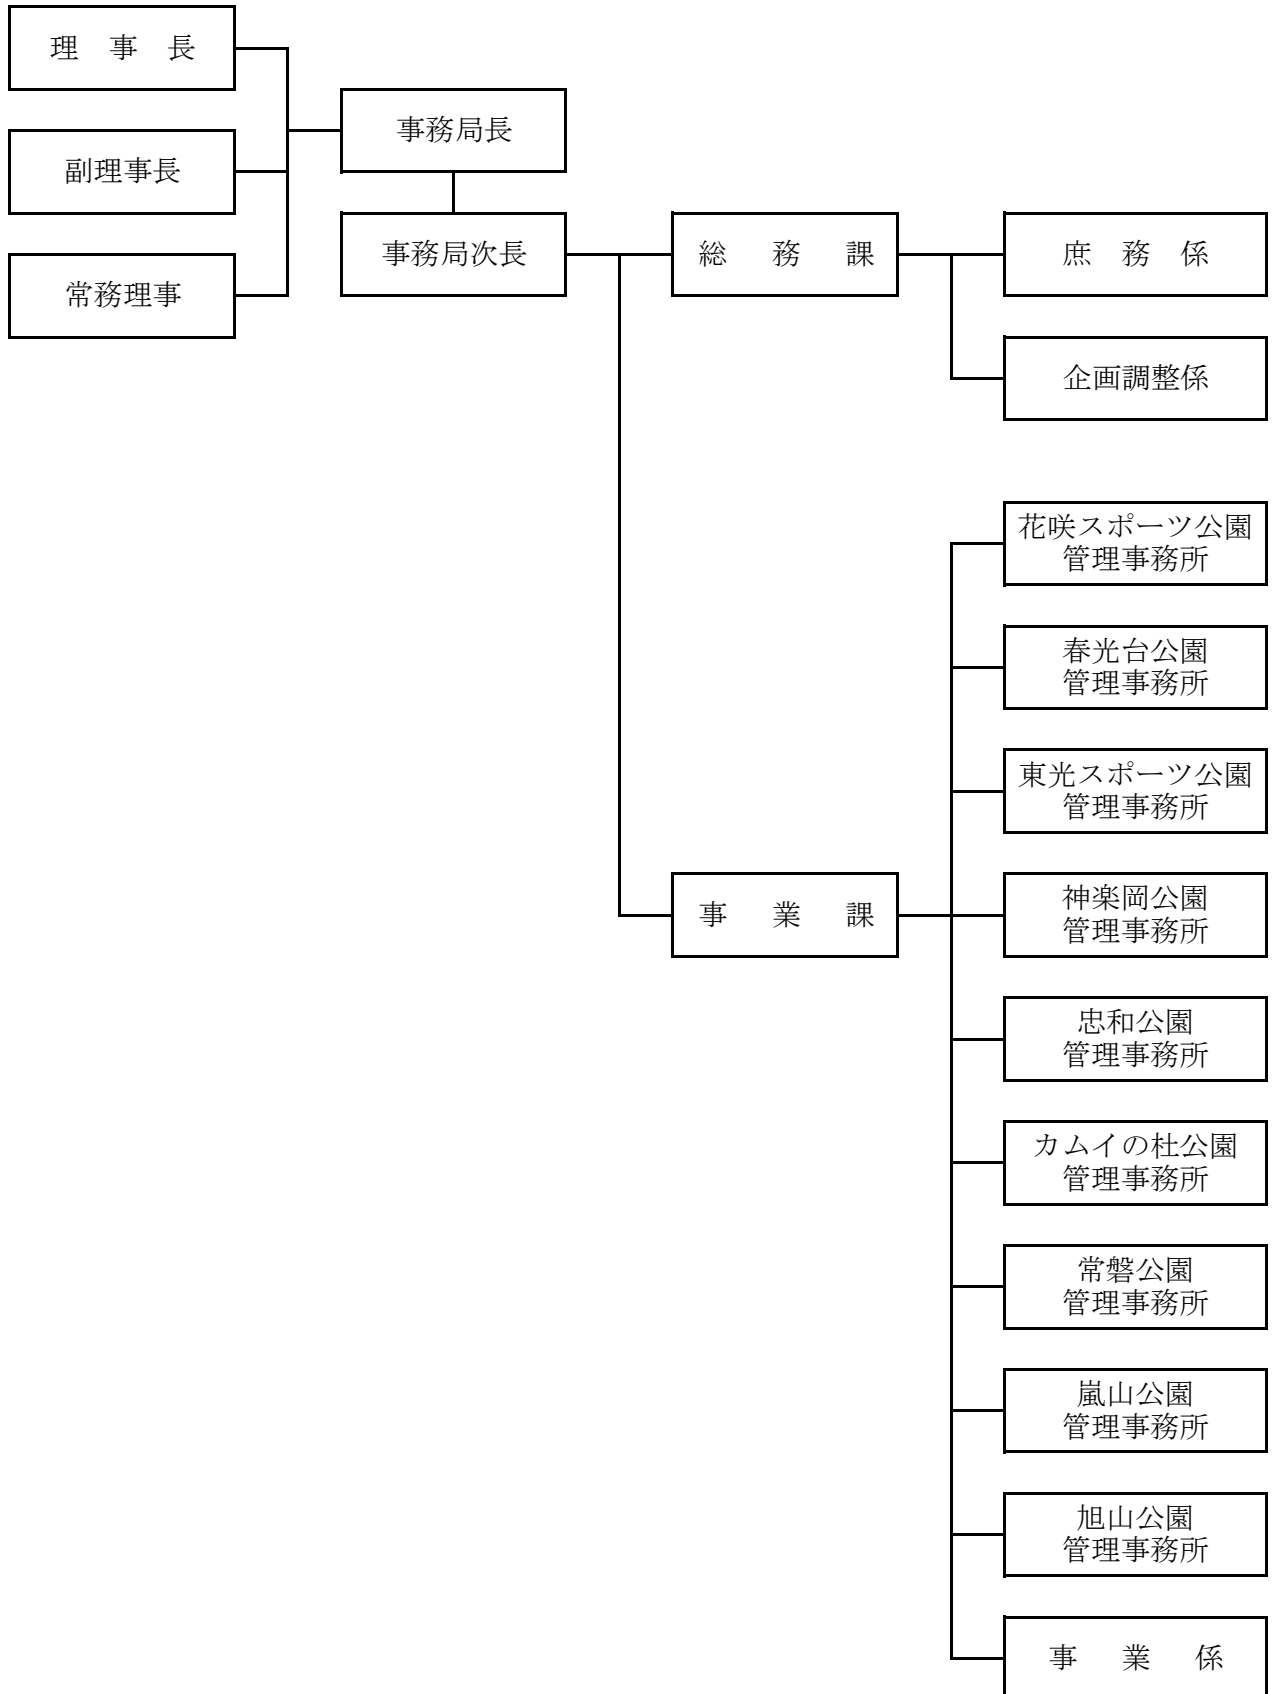 理　事　長
副理事長
常務理事
事務局長
事務局次長
総　務　課
庶　務　係
企画調整係
事　業　課
花咲スポーツ公園
管理事務所
春光台公園
管理事務所
東光スポーツ公園
管理事務所
神楽岡公園
管理事務所
忠和公園
管理事務所
カムイの杜公園
管理事務所
常磐公園
管理事務所
嵐山公園
管理事務所
旭山公園
管理事務所
事　業　係